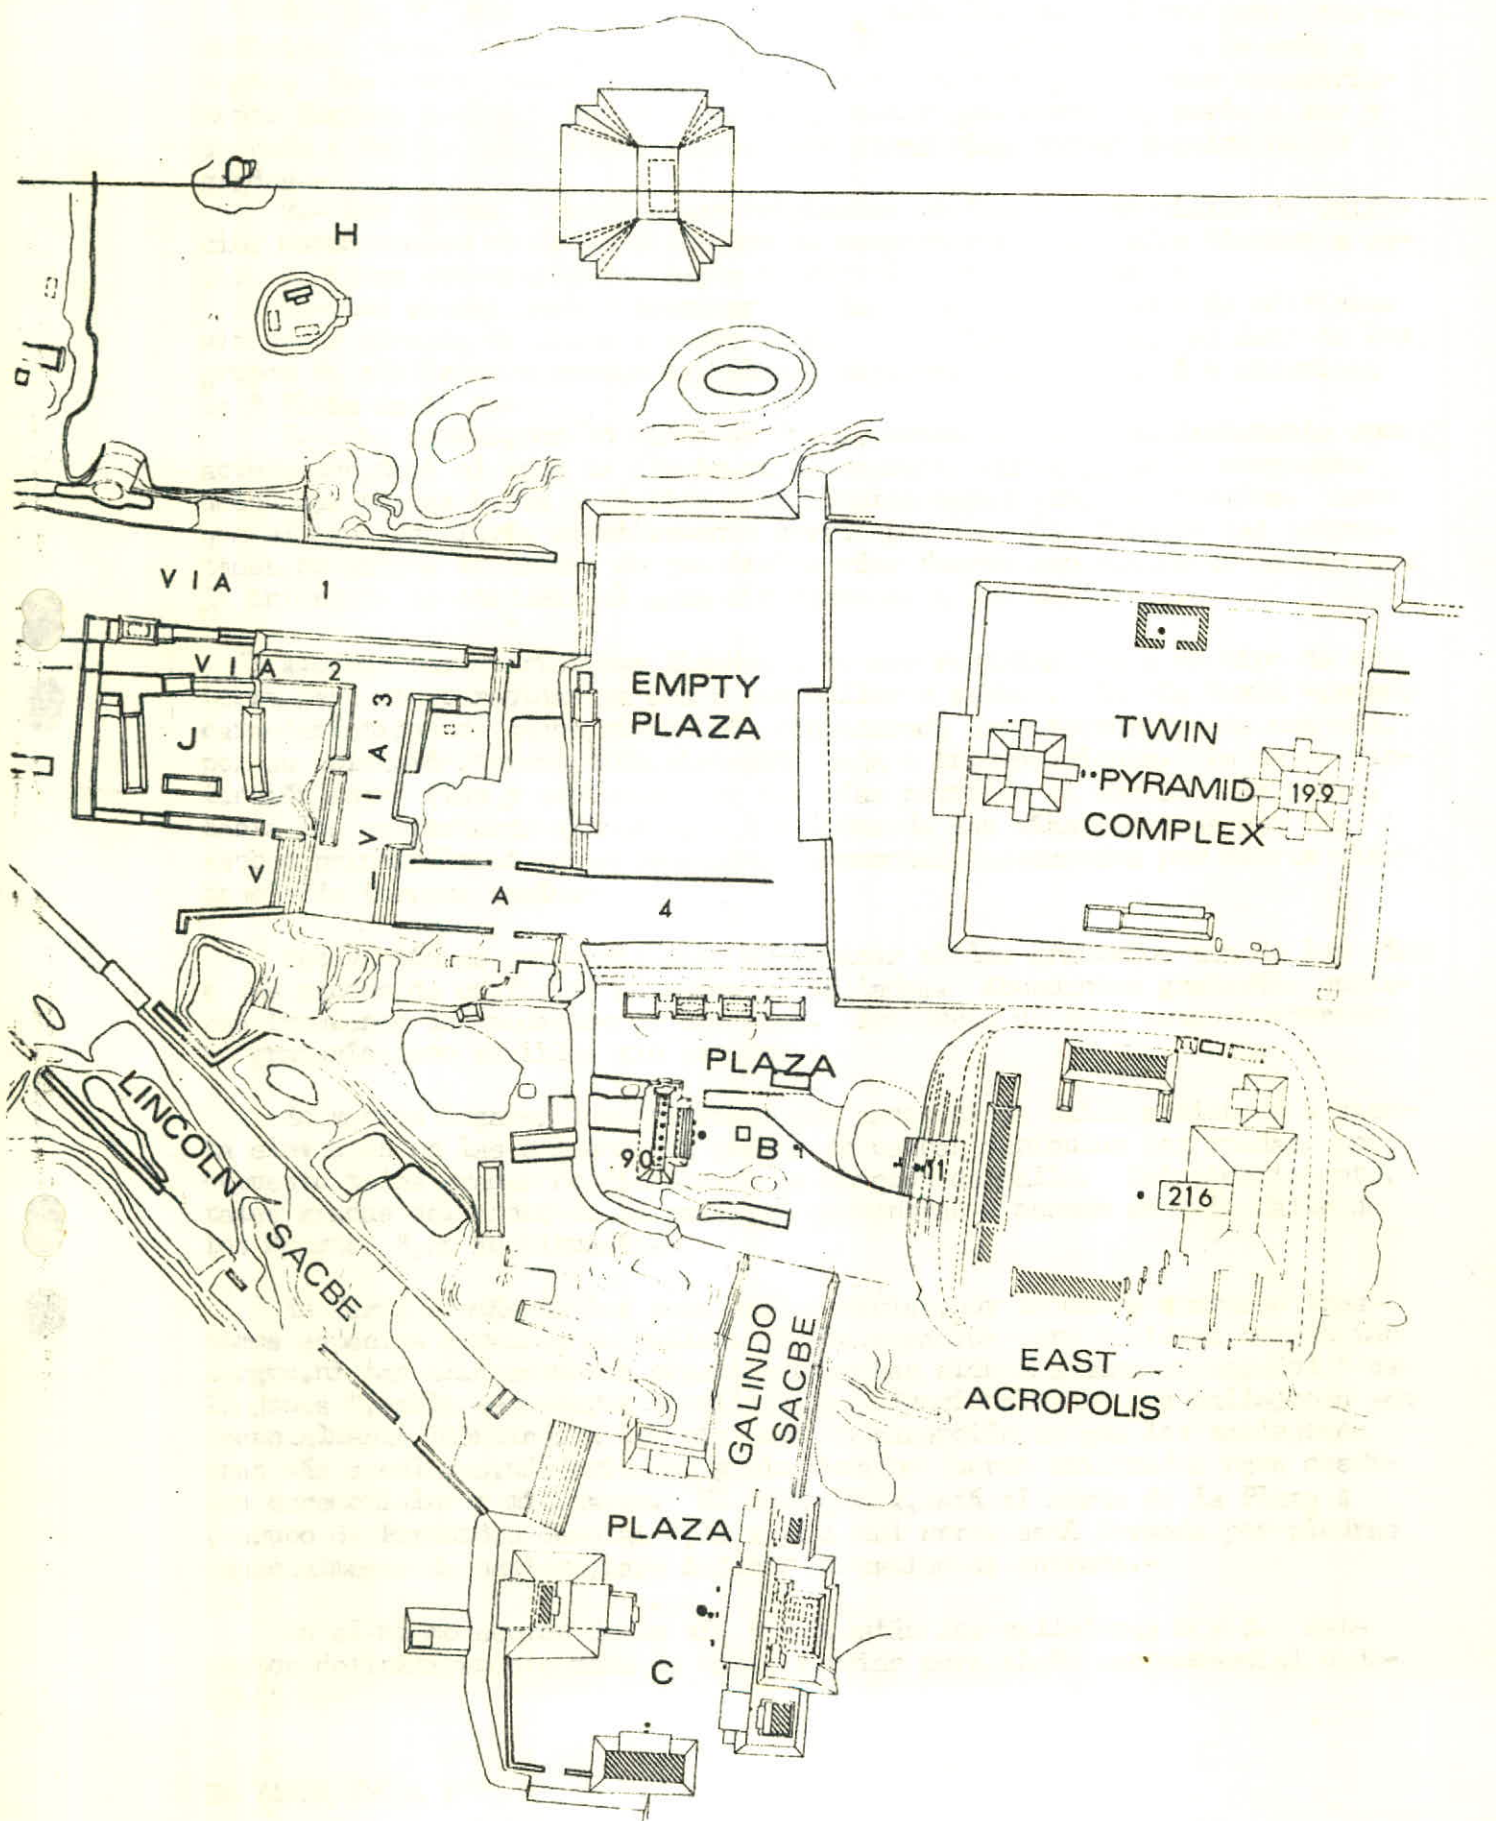 H
VIA 1
VIA 2
VIA 3
EMPTY
PLAZA
J
TWIN
PYRAMID
COMPLEX
199
V I A 4
PLAZA
B
90
11
216
LINCOLN SACBE
GALINDO
SACBE
EAST
ACROPOLIS
PLAZA
C